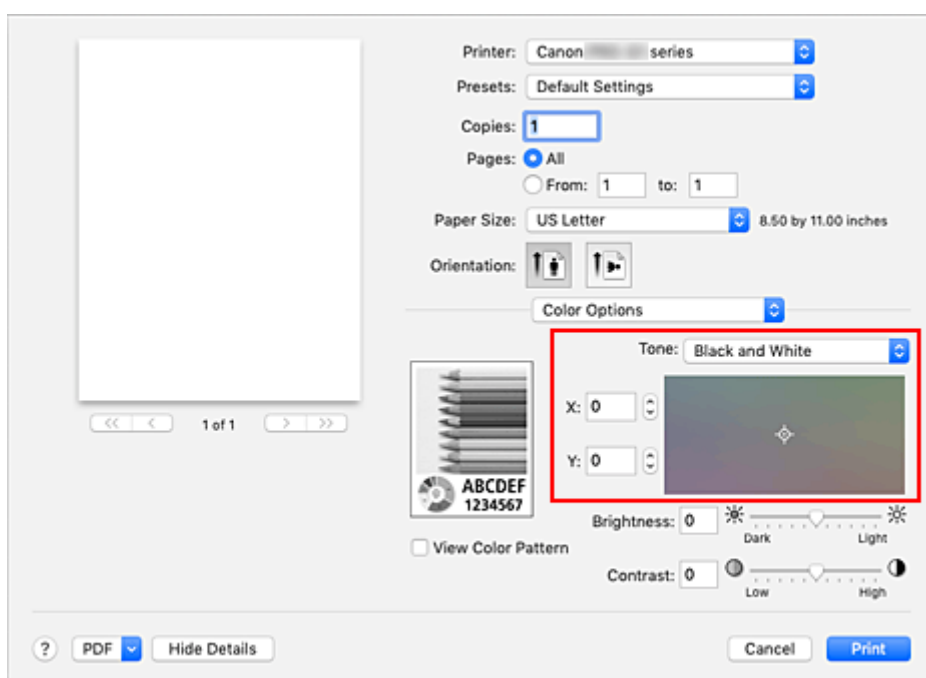 Printer: Canon series
Presets: Default Settings
Copies: 1
Pages: All
From: 1 to: 1
Paper Size: US Letter 8.50 by 11.00 inches
Orientation:
Color Options
Tone: Black and White
X: 0
Y: 0
<< < 1 of 1 > >>
ABCDEF
1234567
Brightness: 0
Dark Light
View Color Pattern
Contrast: 0
Low High
? PDF Hide Details Cancel Print